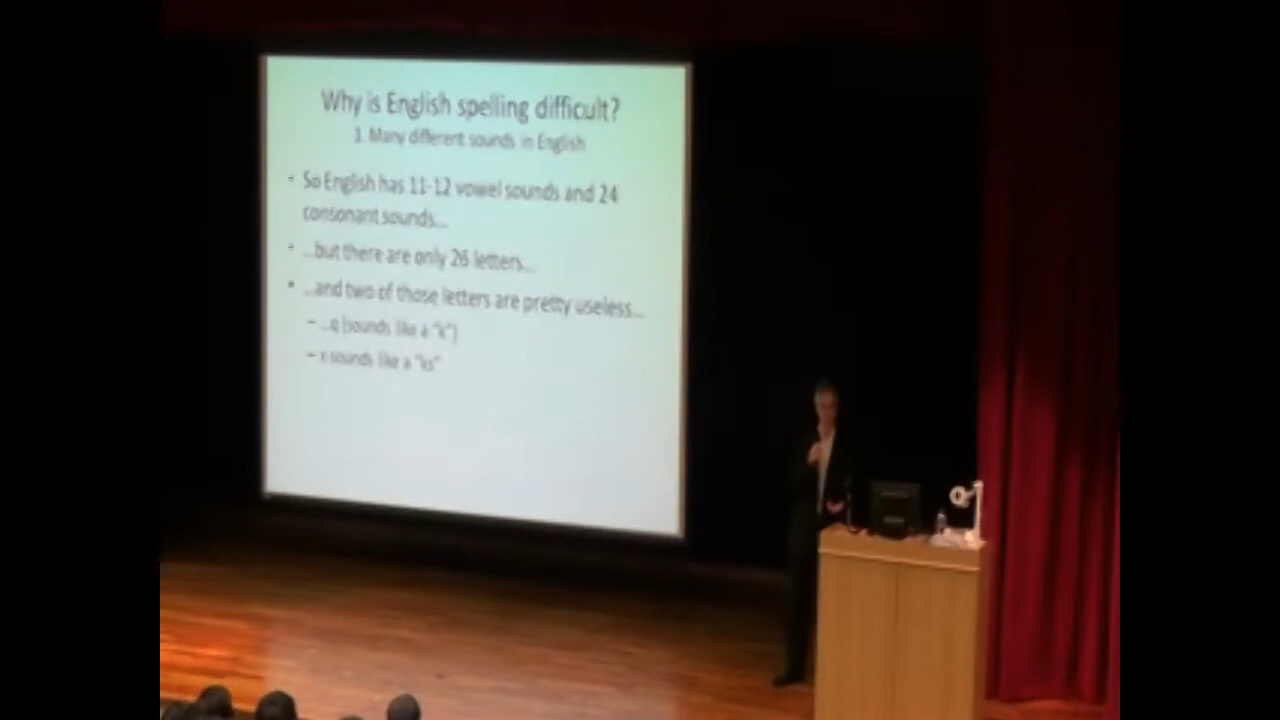 Why is English spelling difficult?
1. Many different sounds in English
So English has 11-12 vowel sounds and 24
consonant sounds...
...but there are only 26 letters...
...and two of those letters are pretty useless...
– ...q (sounds like a "k")
– x sounds like a "ks"